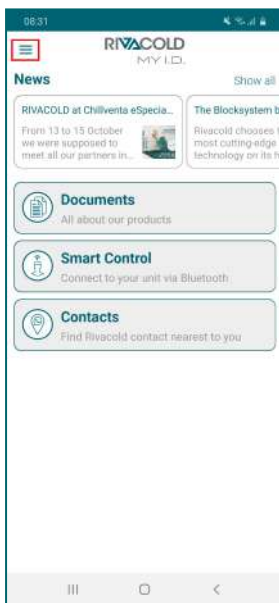 08:31
RIVACOLD
MY I.D.
News
Show all
RIVACOLD at Chillventa eSpecia...
From 13 to 15 October
we were supposed to
meet all our partners in...
The Blocksystem b
Rivacold chooses t
most cutting-edge
technology on its h
Documents
All about our products
Smart Control
Connect to your unit via Bluetooth
Contacts
Find Rivacold contact nearest to you